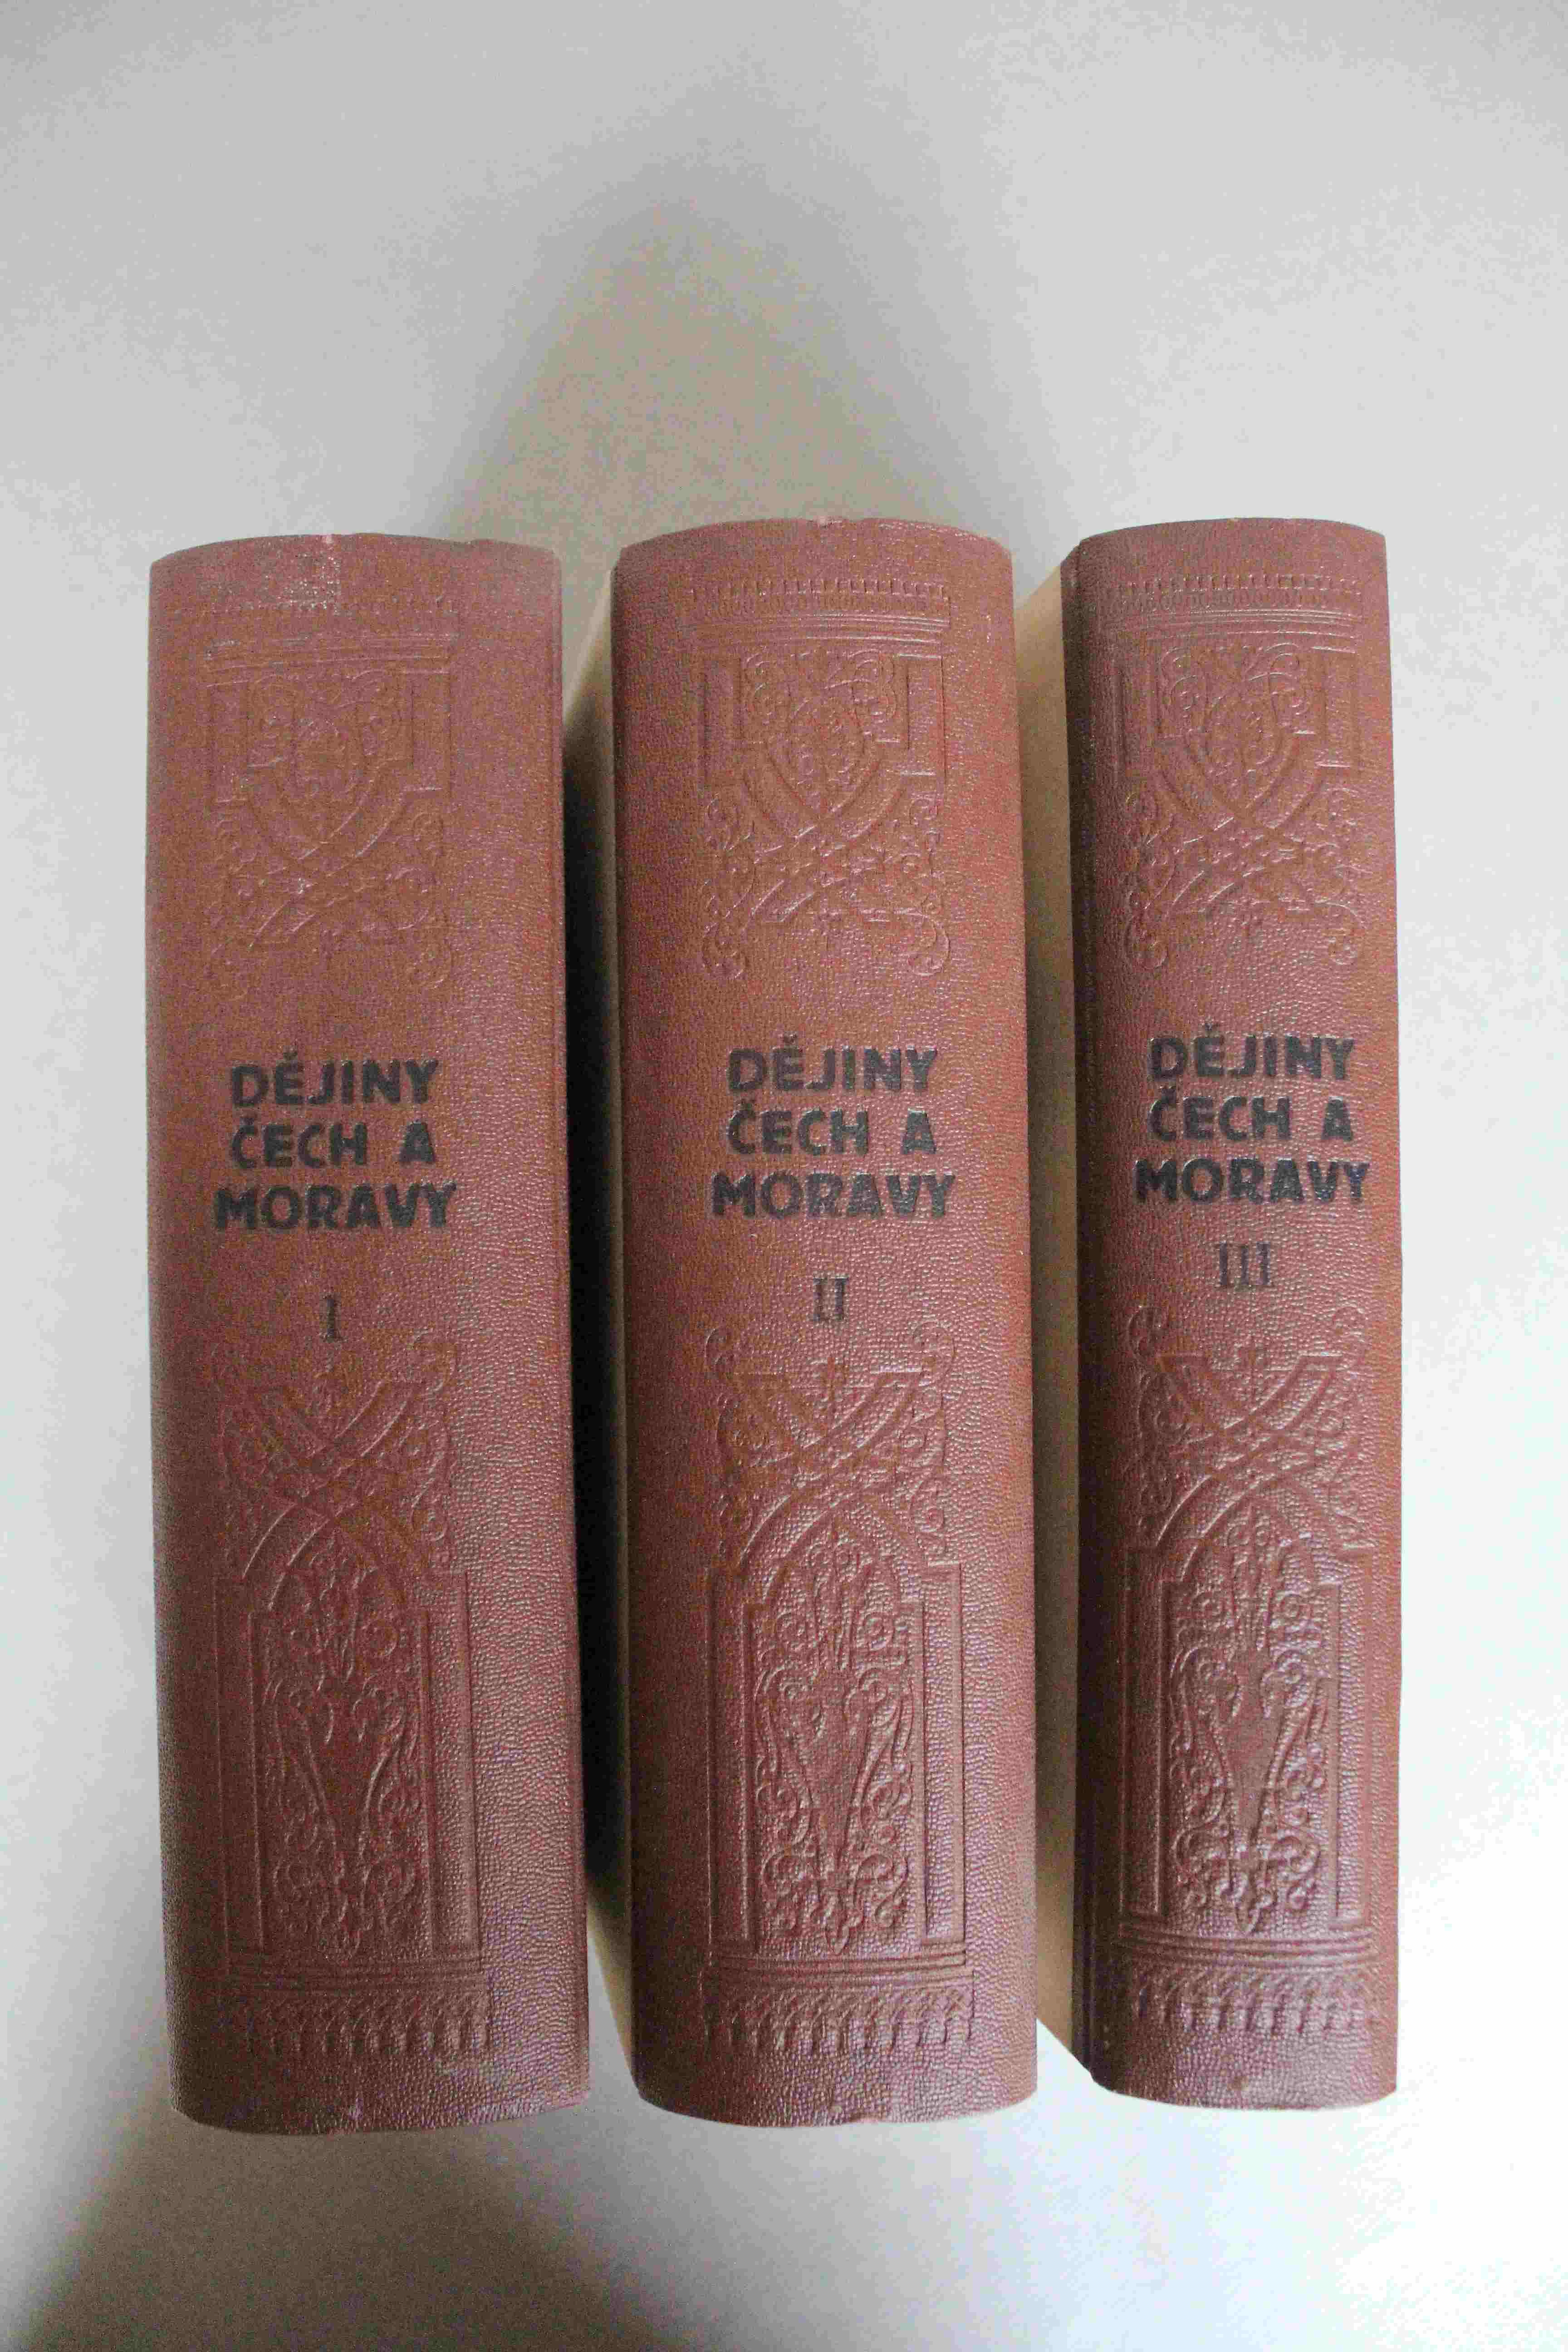 DĚJINY
ČECH A
MORAVY
I
DĚJINY
ČECH A
MORAVY
II
DĚJINY
ČECH A
MORAVY
III